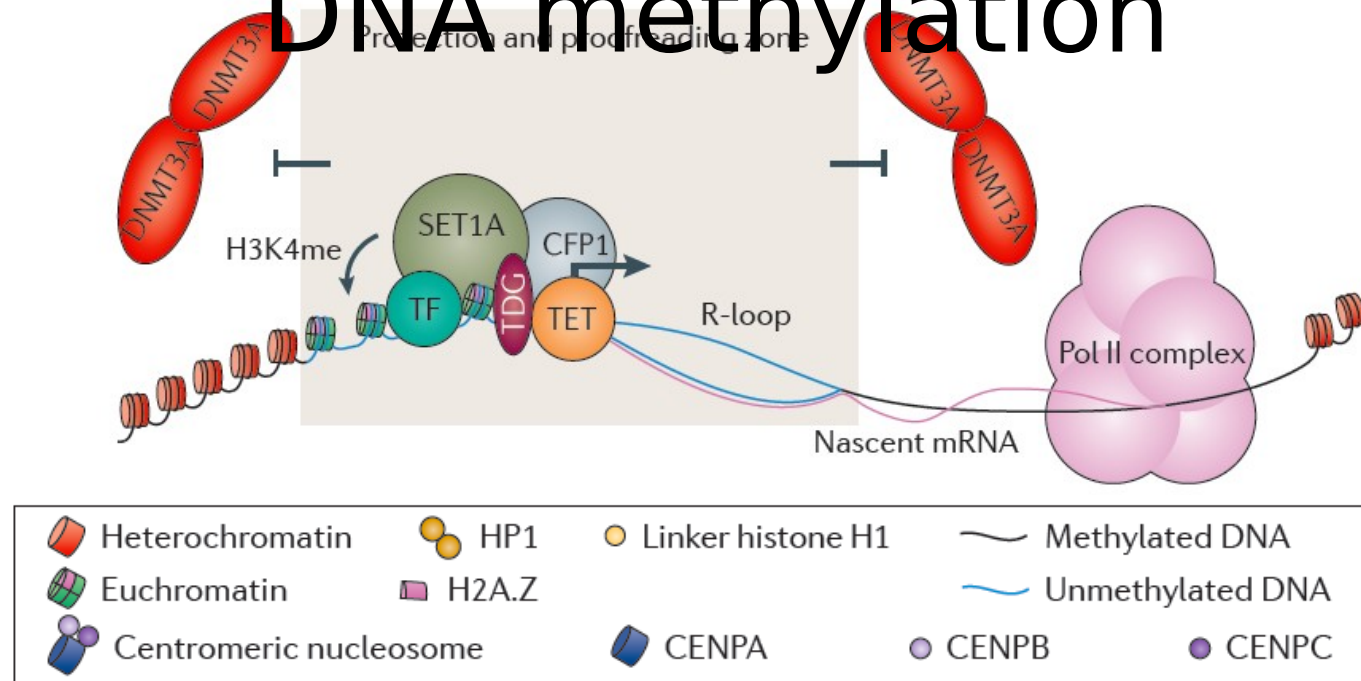 DNA methylation
Protection and proofreading zone
DNMT3A
DNMT3A
DNMT3A
DNMT3A
SET1A
CFP1
H3K4me
TDG
TF
TET
R-loop
Pol II complex
Nascent mRNA
Heterochromatin
HP1
Linker histone H1
Methylated DNA
Euchromatin
H2A.Z
Unmethylated DNA
Centromeric nucleosome
CENPA
CENPB
CENPC